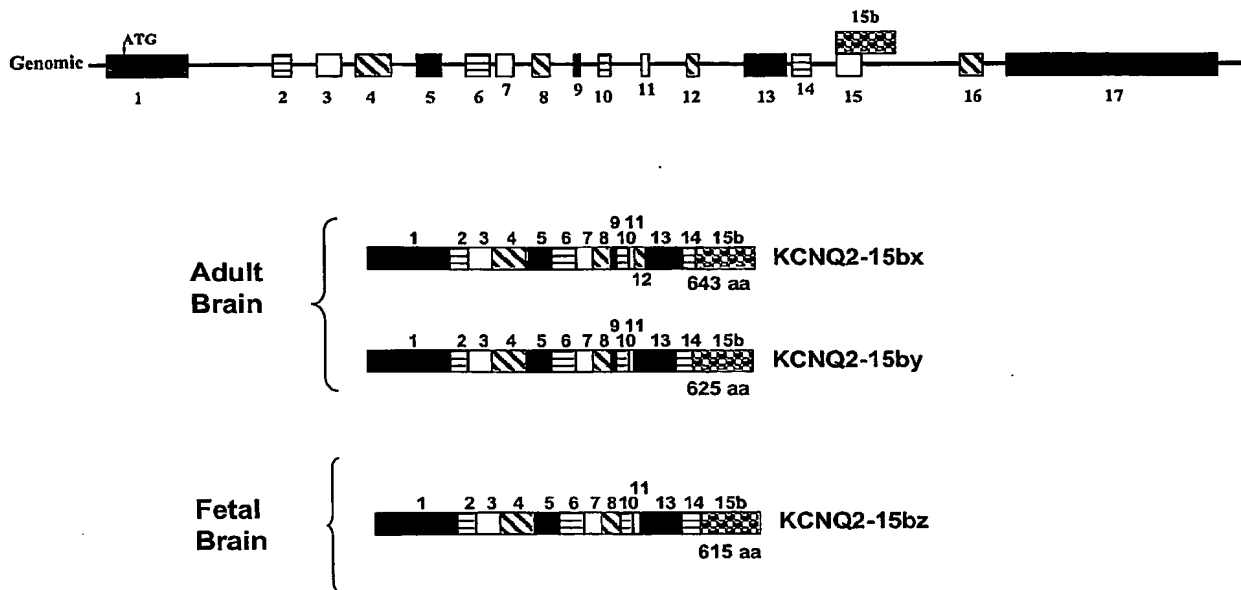 15b
ATG
Genomic
1 2 3 4 5 6 7 8 9 10 11 12 13 14 15 16 17
Adult
Brain
9 11
1 2 3 4 5 6 7 8 10 13 14 15b
KCNQ2-15bx
12
643 aa
9 11
1 2 3 4 5 6 7 8 10 13 14 15b
KCNQ2-15by
625 aa
Fetal
Brain
11
1 2 3 4 5 6 7 8 10 13 14 15b
KCNQ2-15bz
615 aa